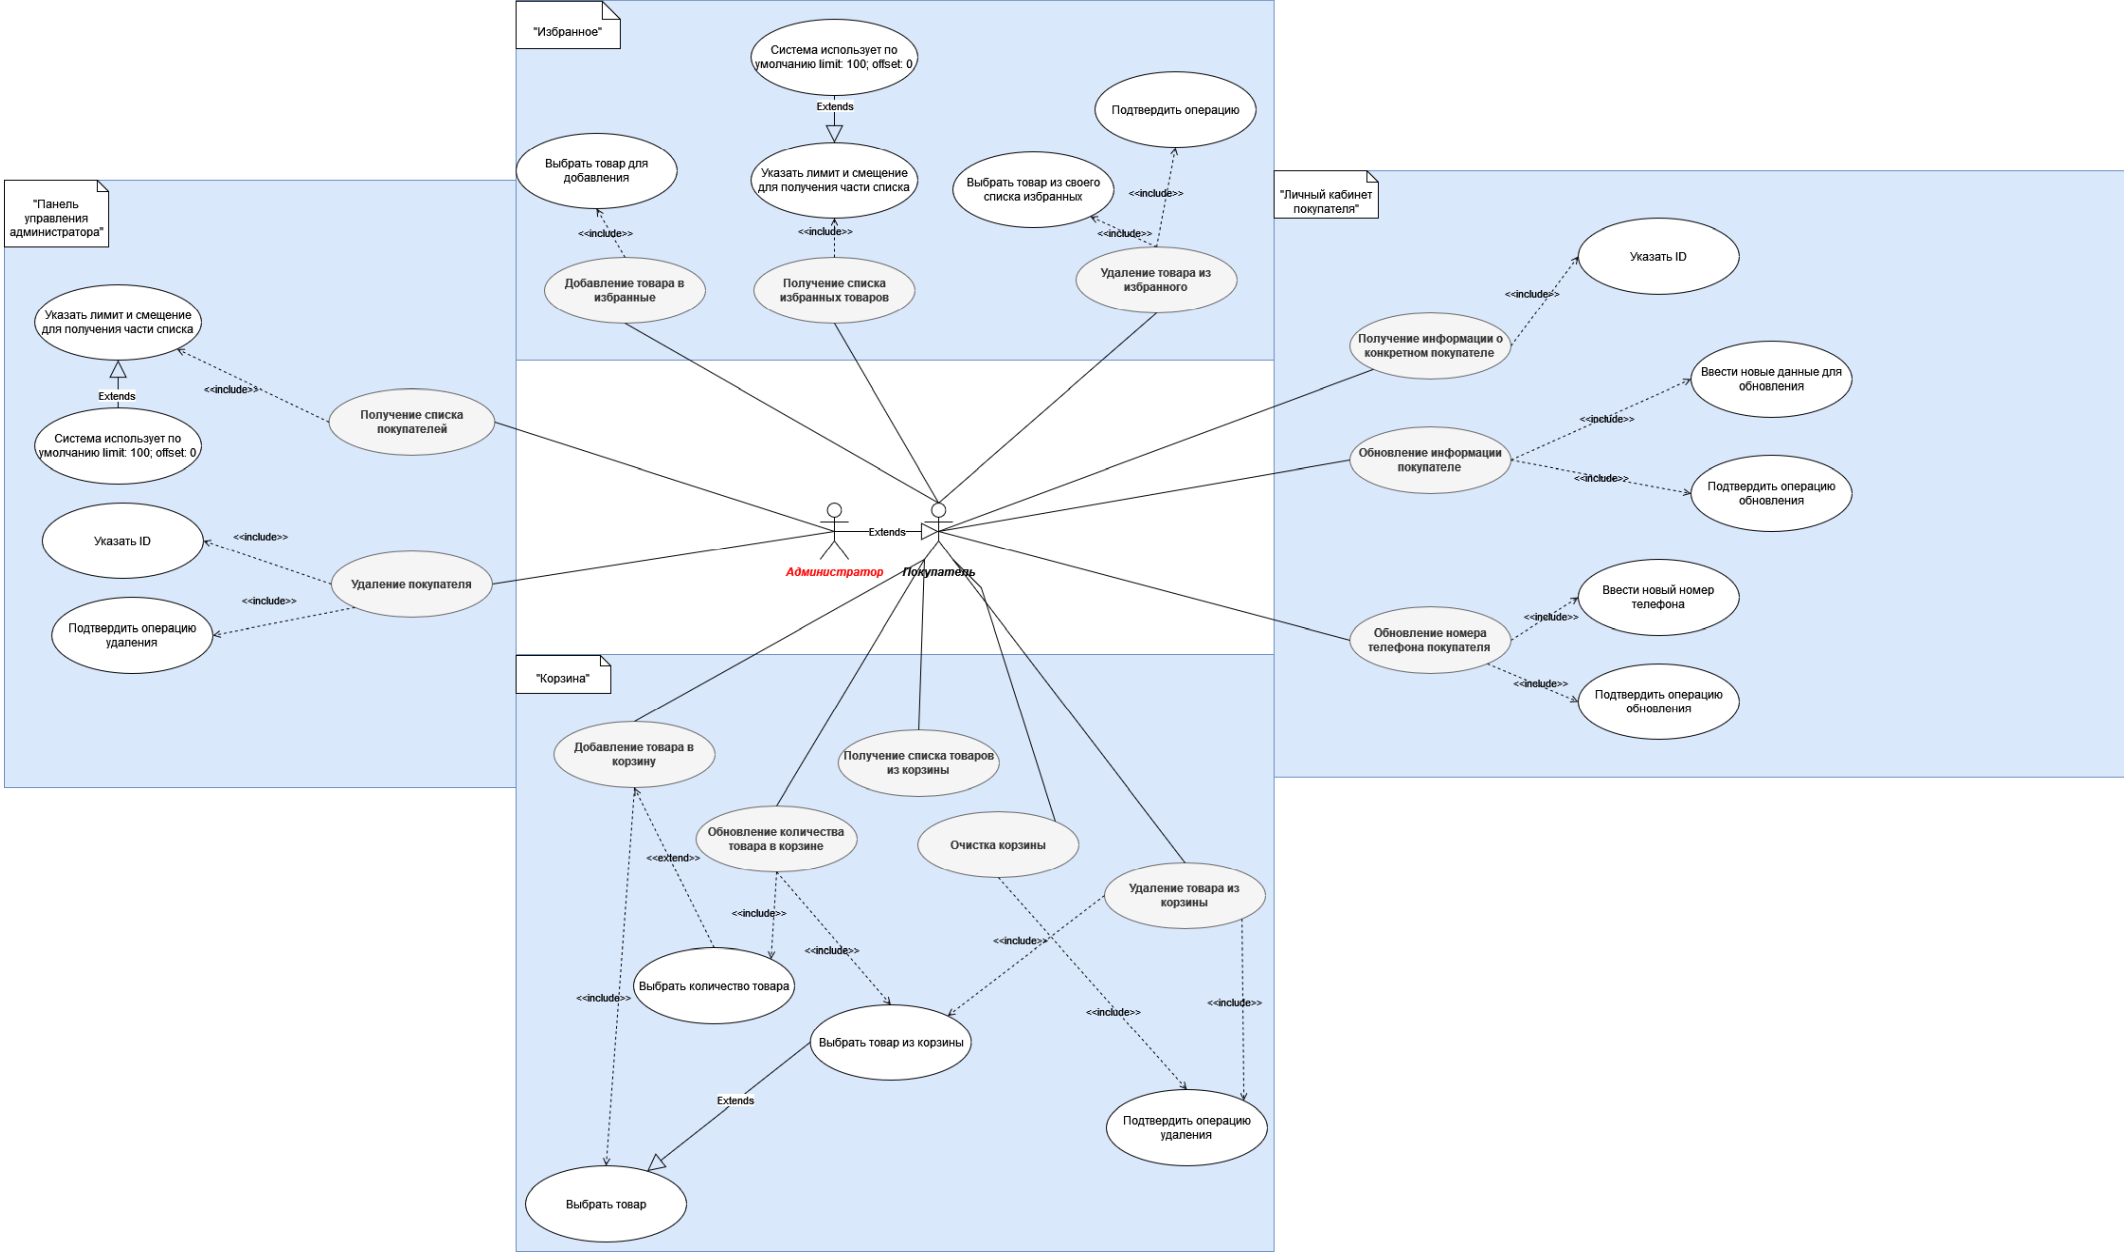 "Избранное"
Система использует по
умолчанию limit: 100; offset: 0
Extends
Указать лимит и смещение
для получения части списка
<<include>>
Выбрать товар для
добавления
<<include>>
Подтвердить операцию
<<include>>
Выбрать товар из своего
списка избранных
<<include>>
Добавление товара в
избранные
Получение списка
избранных товаров
Удаление товара из
избранного
"Панель
управления
администратора"
Указать лимит и смещение
для получения части списка
Extends
Система использует по
умолчанию limit: 100; offset: 0
<<include>>
Получение списка
покупателей
Указать ID
<<include>>
Удаление покупателя
<<include>>
Подтвердить операцию
удаления
Extends
Администратор
Покупатель
"Личный кабинет
покупателя"
Указать ID
<<include>>
Получение информации о
конкретном покупателе
Ввести новые данные для
обновления
<<include>>
Обновление информации
покупателе
<<include>>
Подтвердить операцию
обновления
Ввести новый номер
телефона
<<include>>
Обновление номера
телефона покупателя
<<include>>
Подтвердить операцию
обновления
"Корзина"
Добавление товара в
корзину
Получение списка товаров
из корзины
Обновление количества
товара в корзине
Очистка корзины
Удаление товара из
корзины
<<extend>>
<<include>>
<<include>>
<<include>>
<<include>>
<<include>>
<<include>>
Выбрать количество товара
Выбрать товар из корзины
Extends
Подтвердить операцию
удаления
Выбрать товар